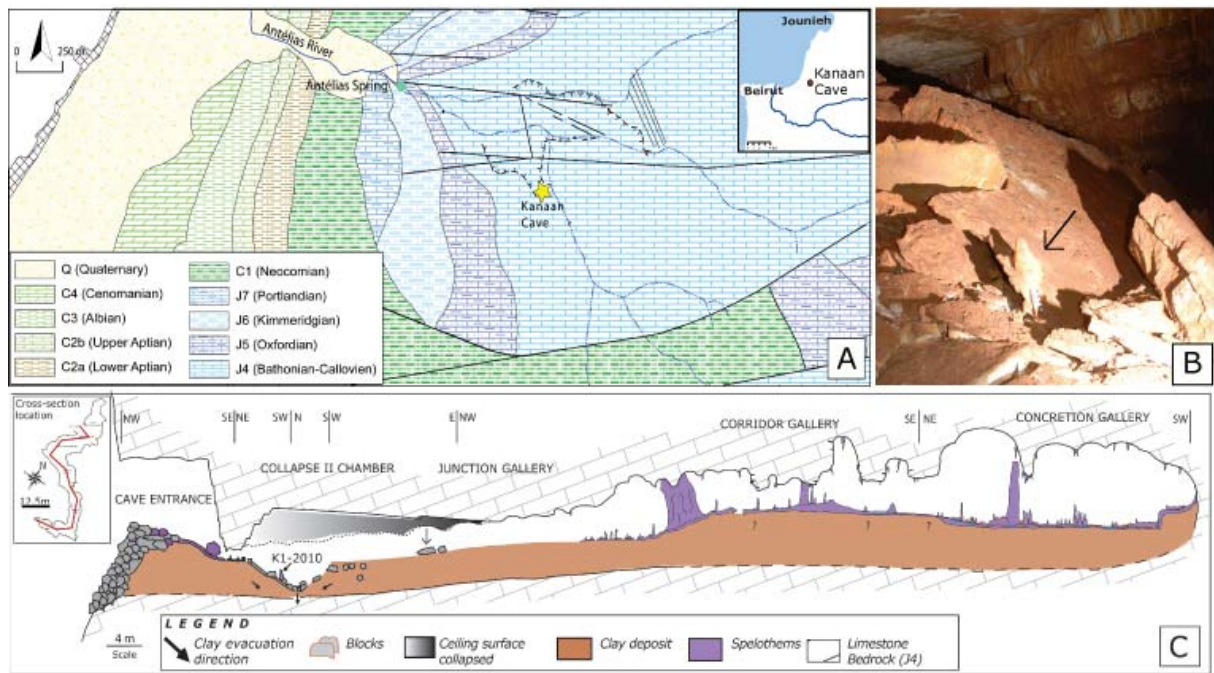 0 250 m
Antélias River
Antélias Spring
Kanaan
Cave
Jounieh
Kanaan
Cave
Beirut
Q (Quaternary)
C4 (Cenomanian)
C3 (Albian)
C2b (Upper Aptian)
C2a (Lower Aptian)
C1 (Neocomian)
J7 (Portlandian)
J6 (Kimmeridgian)
J5 (Oxfordian)
J4 (Bathonian-Callovien)
A
B
Cross-section
location
N
12.5m
NW SE NE SW N S W E NW SE NE SW
CORRIDOR GALLERY CONCRETION GALLERY
COLLAPSE II CHAMBER JUNCTION GALLERY
CAVE ENTRANCE
K1-2010
? ? ?
4 m
Scale
LEGEND
Clay evacuation
direction
Blocks
Ceiling surface
collapsed
Clay deposit
Spelothems
Limestone
Bedrock (J4)
C